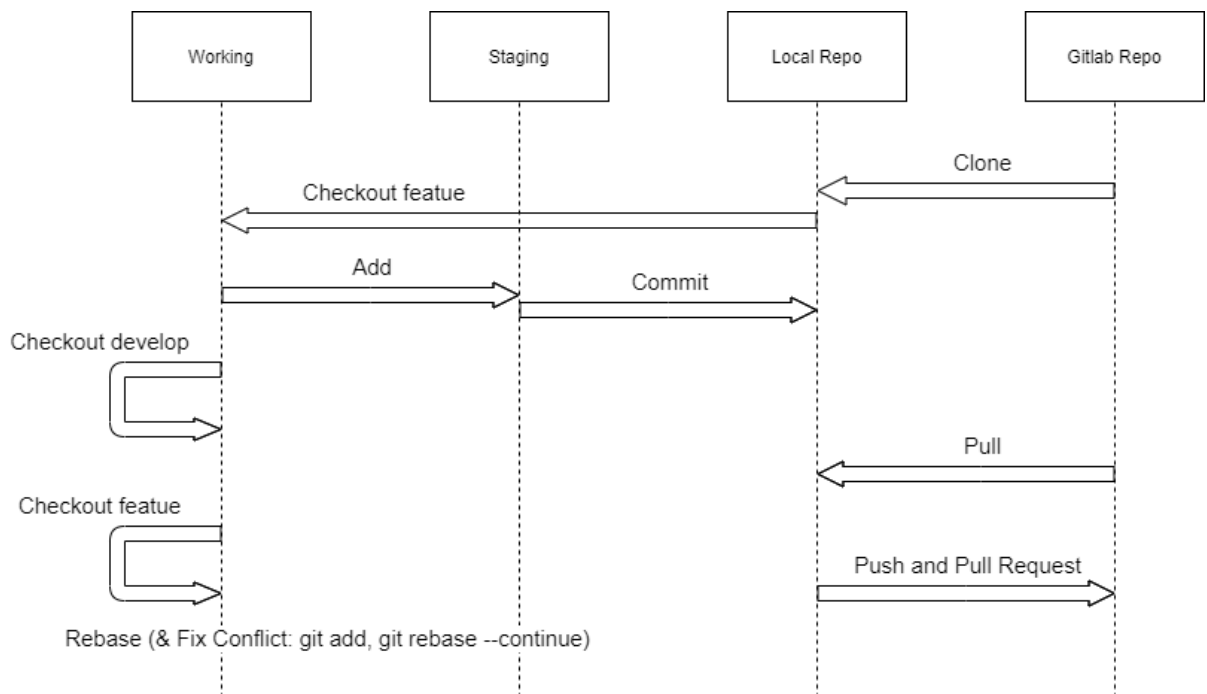 Working
Staging
Local Repo
Gitlab Repo
Clone
Checkout featue
Add
Commit
Checkout develop
Pull
Checkout featue
Push and Pull Request
Rebase (& Fix Conflict: git add, git rebase --continue)